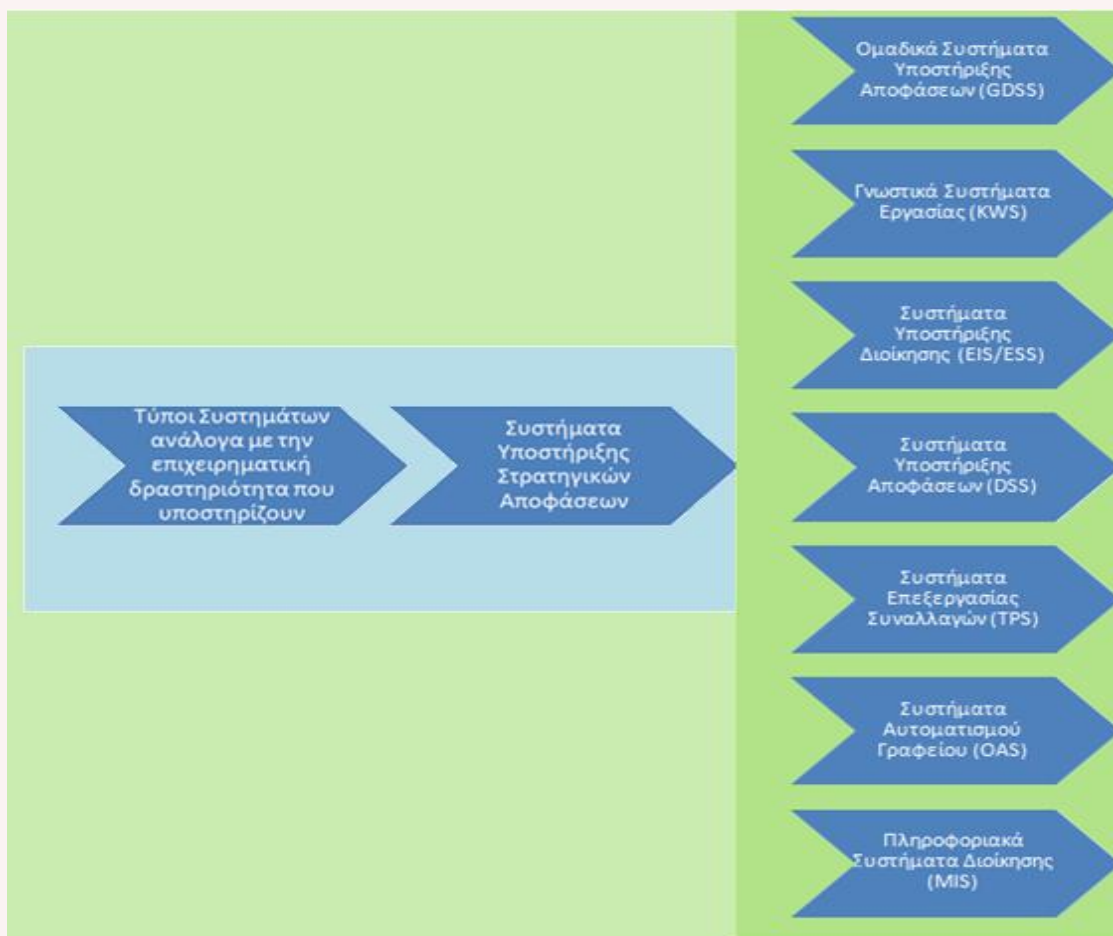 Τύποι Συστημάτων
ανάλογα με την
επιχειρηματική
δραστηριότητα που
υποστηρίζουν
Συστήματα
Υποστήριξης
Στρατηγικών
Αποφάσεων
Ομαδικά Συστήματα
Υποστήριξης
Αποφάσεων (GDSS)
Γνωστικά Συστήματα
Εργασίας (KWS)
Συστήματα
Υποστήριξης
Διοίκησης (EIS/ESS)
Συστήματα
Υποστήριξης
Αποφάσεων (DSS)
Συστήματα
Επεξεργασίας
Συναλλαγών (TPS)
Συστήματα
Αυτοματισμού
Γραφείου (OAS)
Πληροφοριακά
Συστήματα Διοίκησης
(MIS)